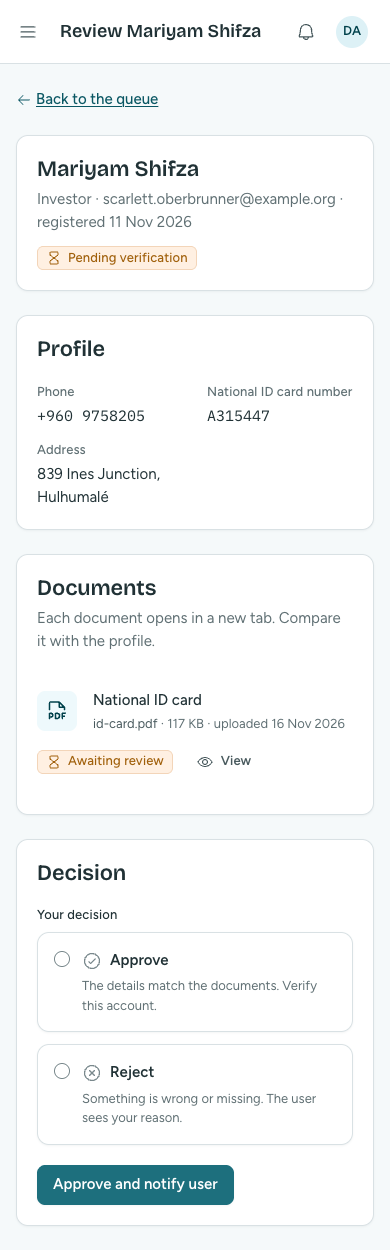 Review Mariyam Shifza
DA
← Back to the queue
Mariyam Shifza
Investor · scarlett.oberbrunner@example.org ·
registered 11 Nov 2026
Pending verification
Profile
Phone
+960 9758205
National ID card number
A315447
Address
839 Ines Junction,
Hulhumalé
Documents
Each document opens in a new tab. Compare
it with the profile.
PDF
National ID card
id-card.pdf · 117 KB · uploaded 16 Nov 2026
Awaiting review
View
Decision
Your decision
Approve
The details match the documents. Verify
this account.
Reject
Something is wrong or missing. The user
sees your reason.
Approve and notify user